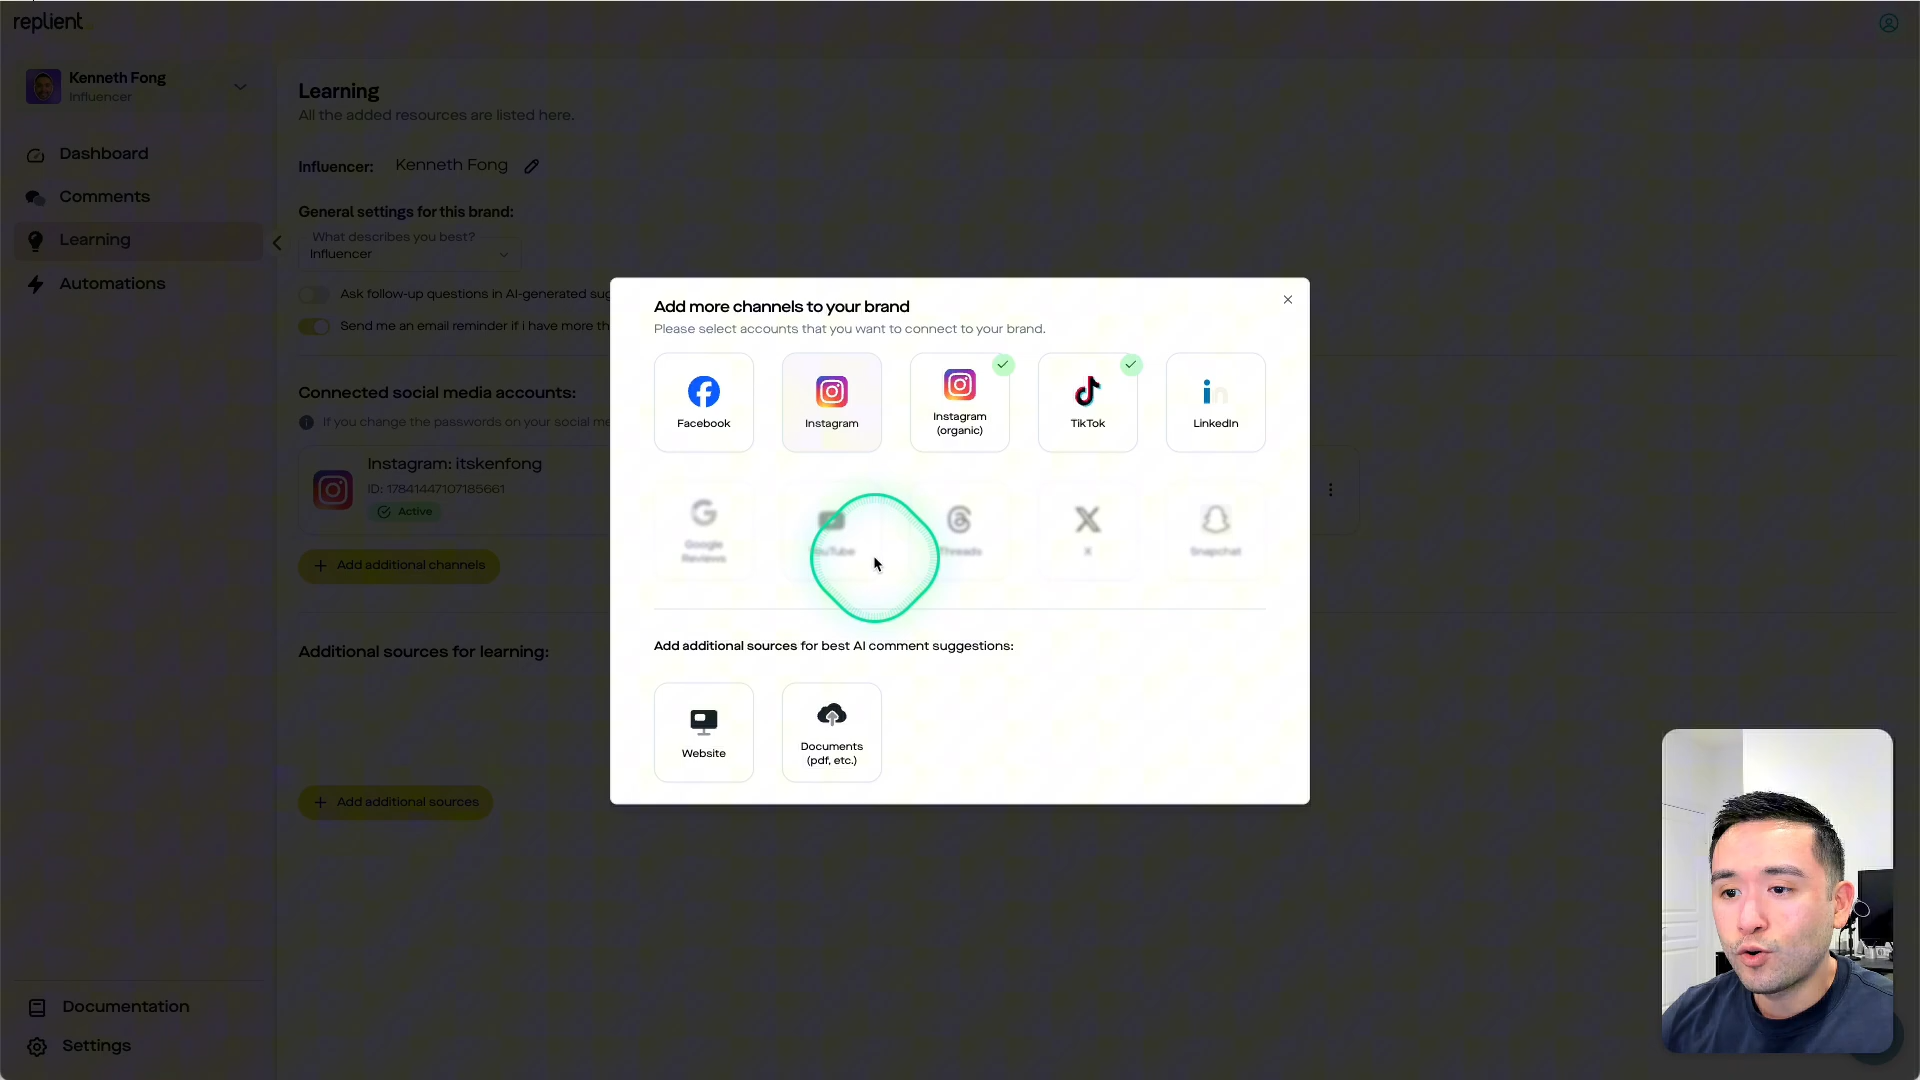 replient
Kenneth Fong
Influencer
Dashboard
Comments
Learning
Automations
Documentation
Settings
Learning
All the added resources are listed here.
Influencer: Kenneth Fong
General settings for this brand:
What describes you best?
Influencer
Ask follow-up questions in AI-generated sug
Send me an email reminder if i have more th
Connected social media accounts:
If you change the passwords on your social me
Instagram: itskenfong
ID: 17841447107185661
Active
+ Add additional channels
Additional sources for learning:
+ Add additional sources
Add more channels to your brand
Please select accounts that you want to connect to your brand.
Facebook
Instagram
Instagram
(organic)
TikTok
LinkedIn
Google
Reviews
YouTube
Threads
X
Snapchat
Add additional sources for best AI comment suggestions:
Website
Documents
(pdf, etc.)